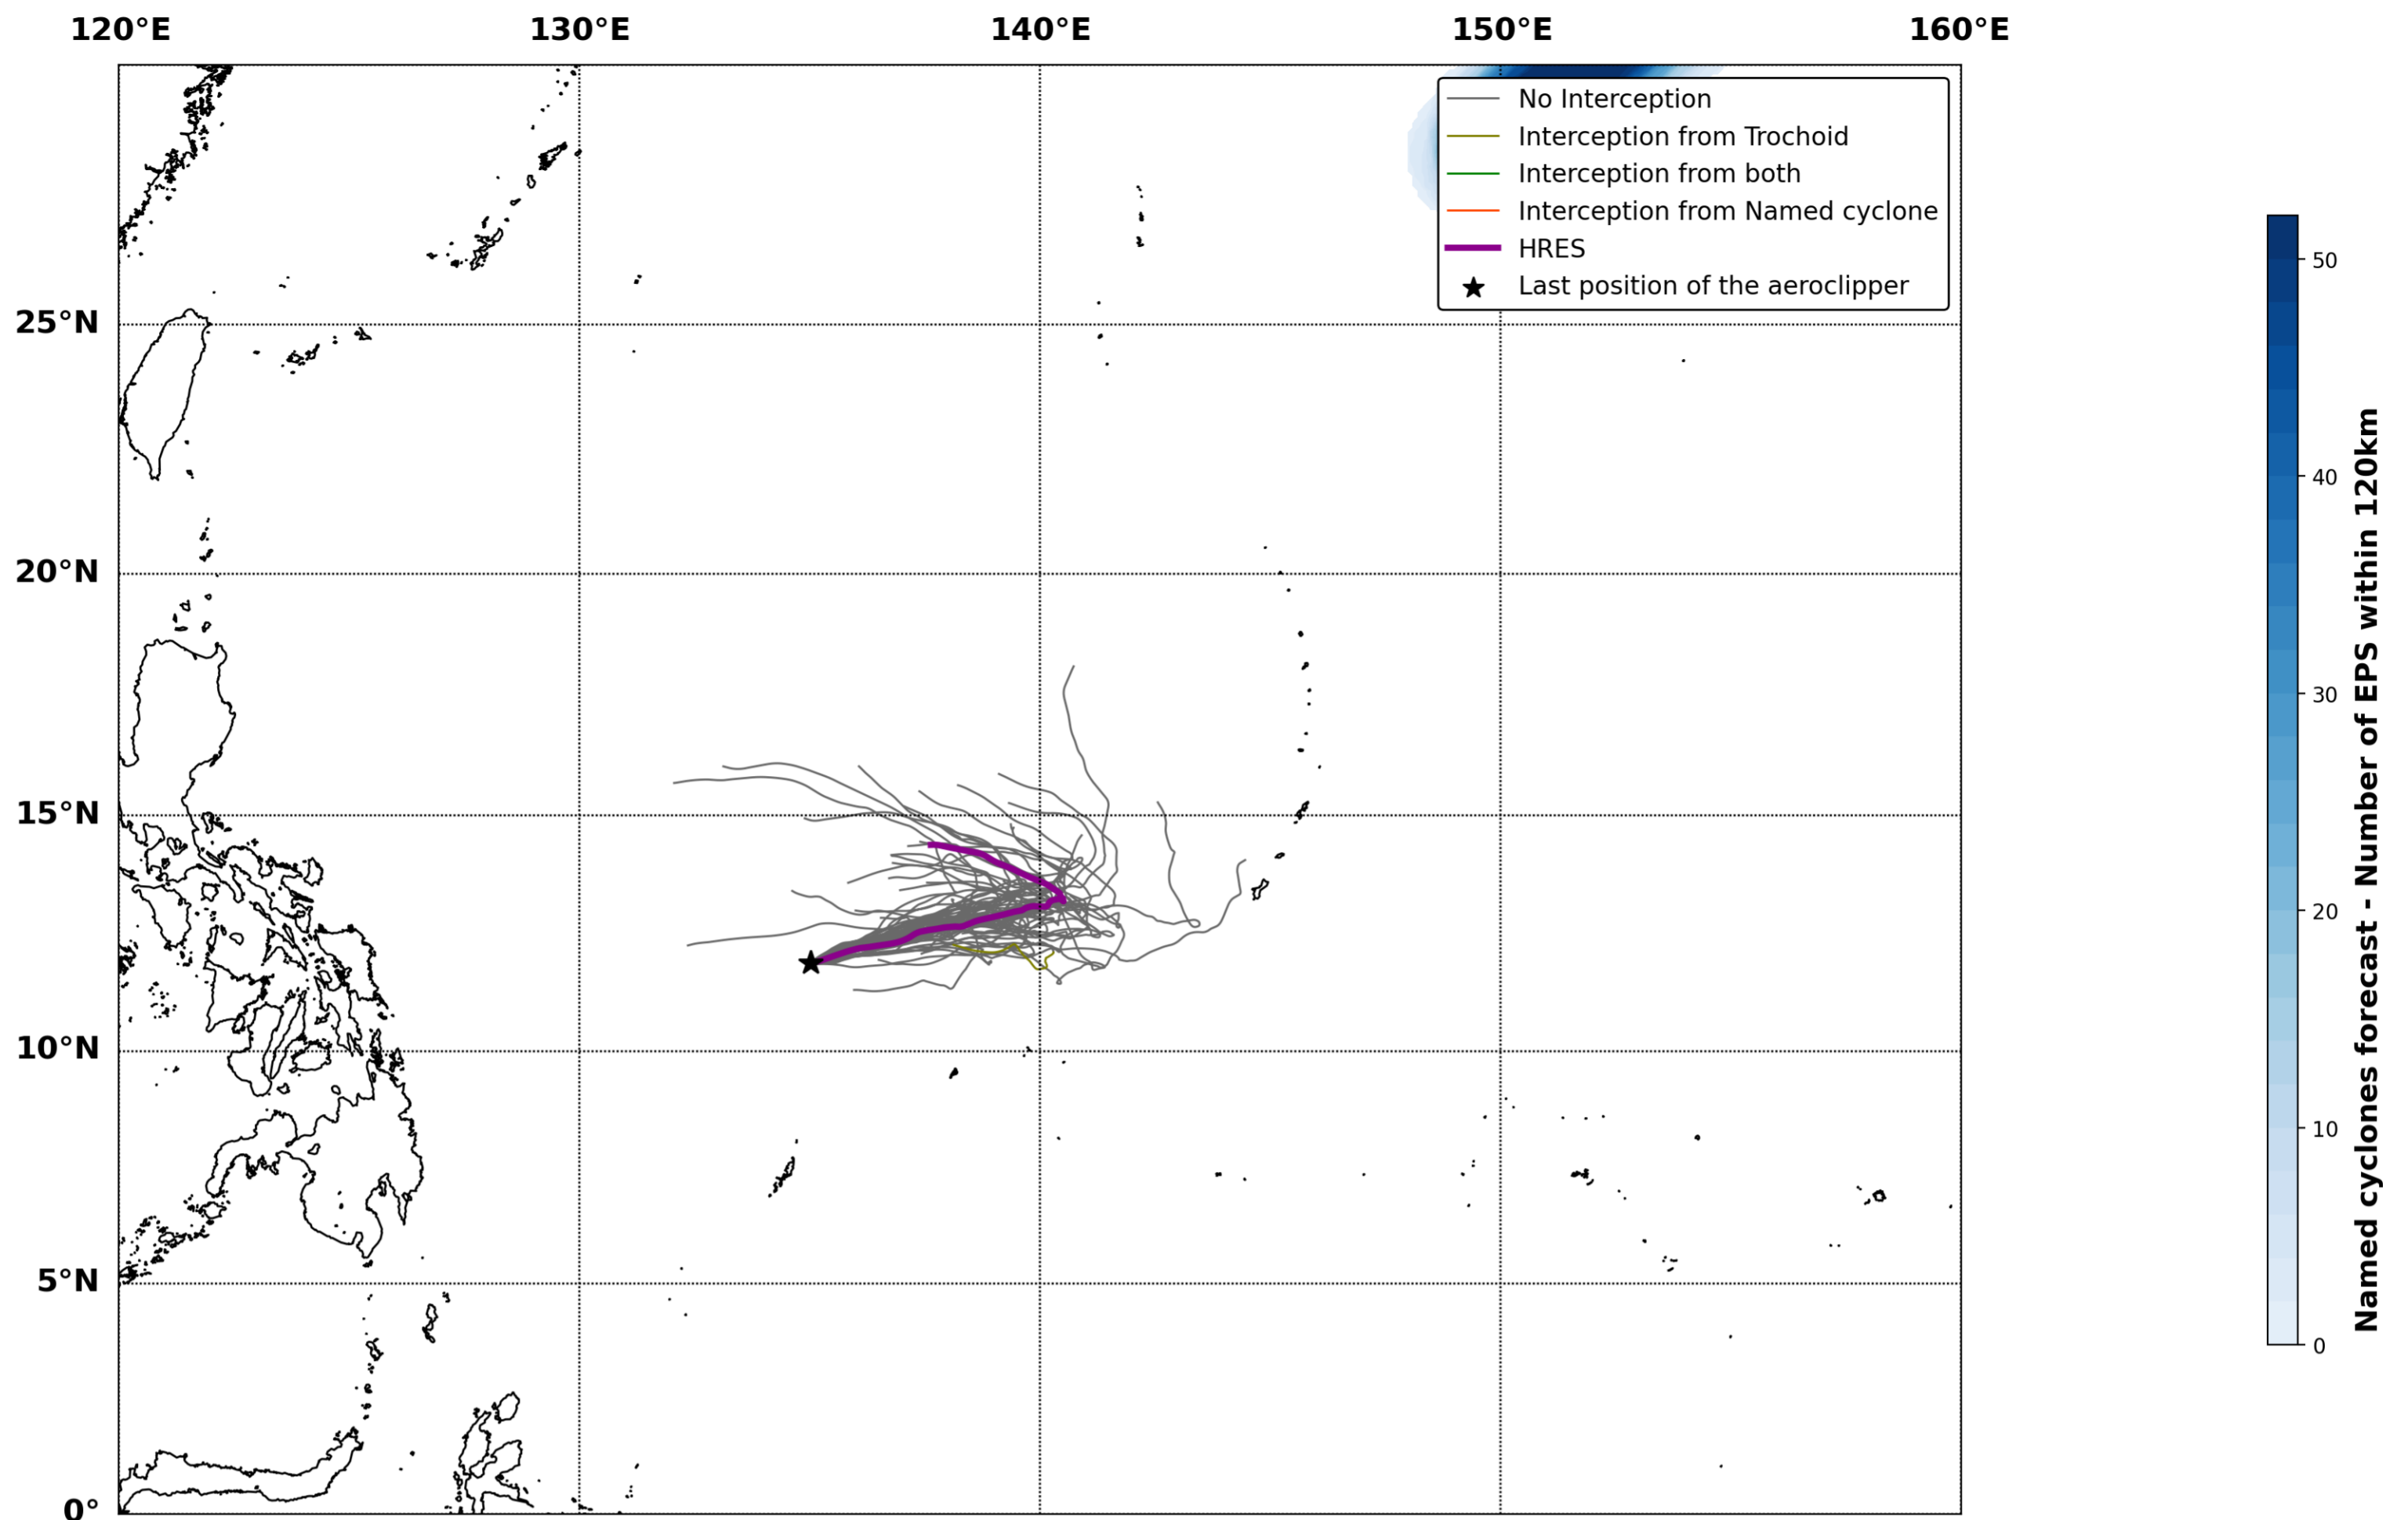 120°E 130°E 140°E 150°E 160°E
No Interception
Interception from Trochoid
Interception from both
Interception from Named cyclone
HRES
Last position of the aeroclipper
25°N
20°N
15°N
10°N
5°N
0°
50
40
30
20
10
0
Named cyclones forecast - Number of EPS within 120km